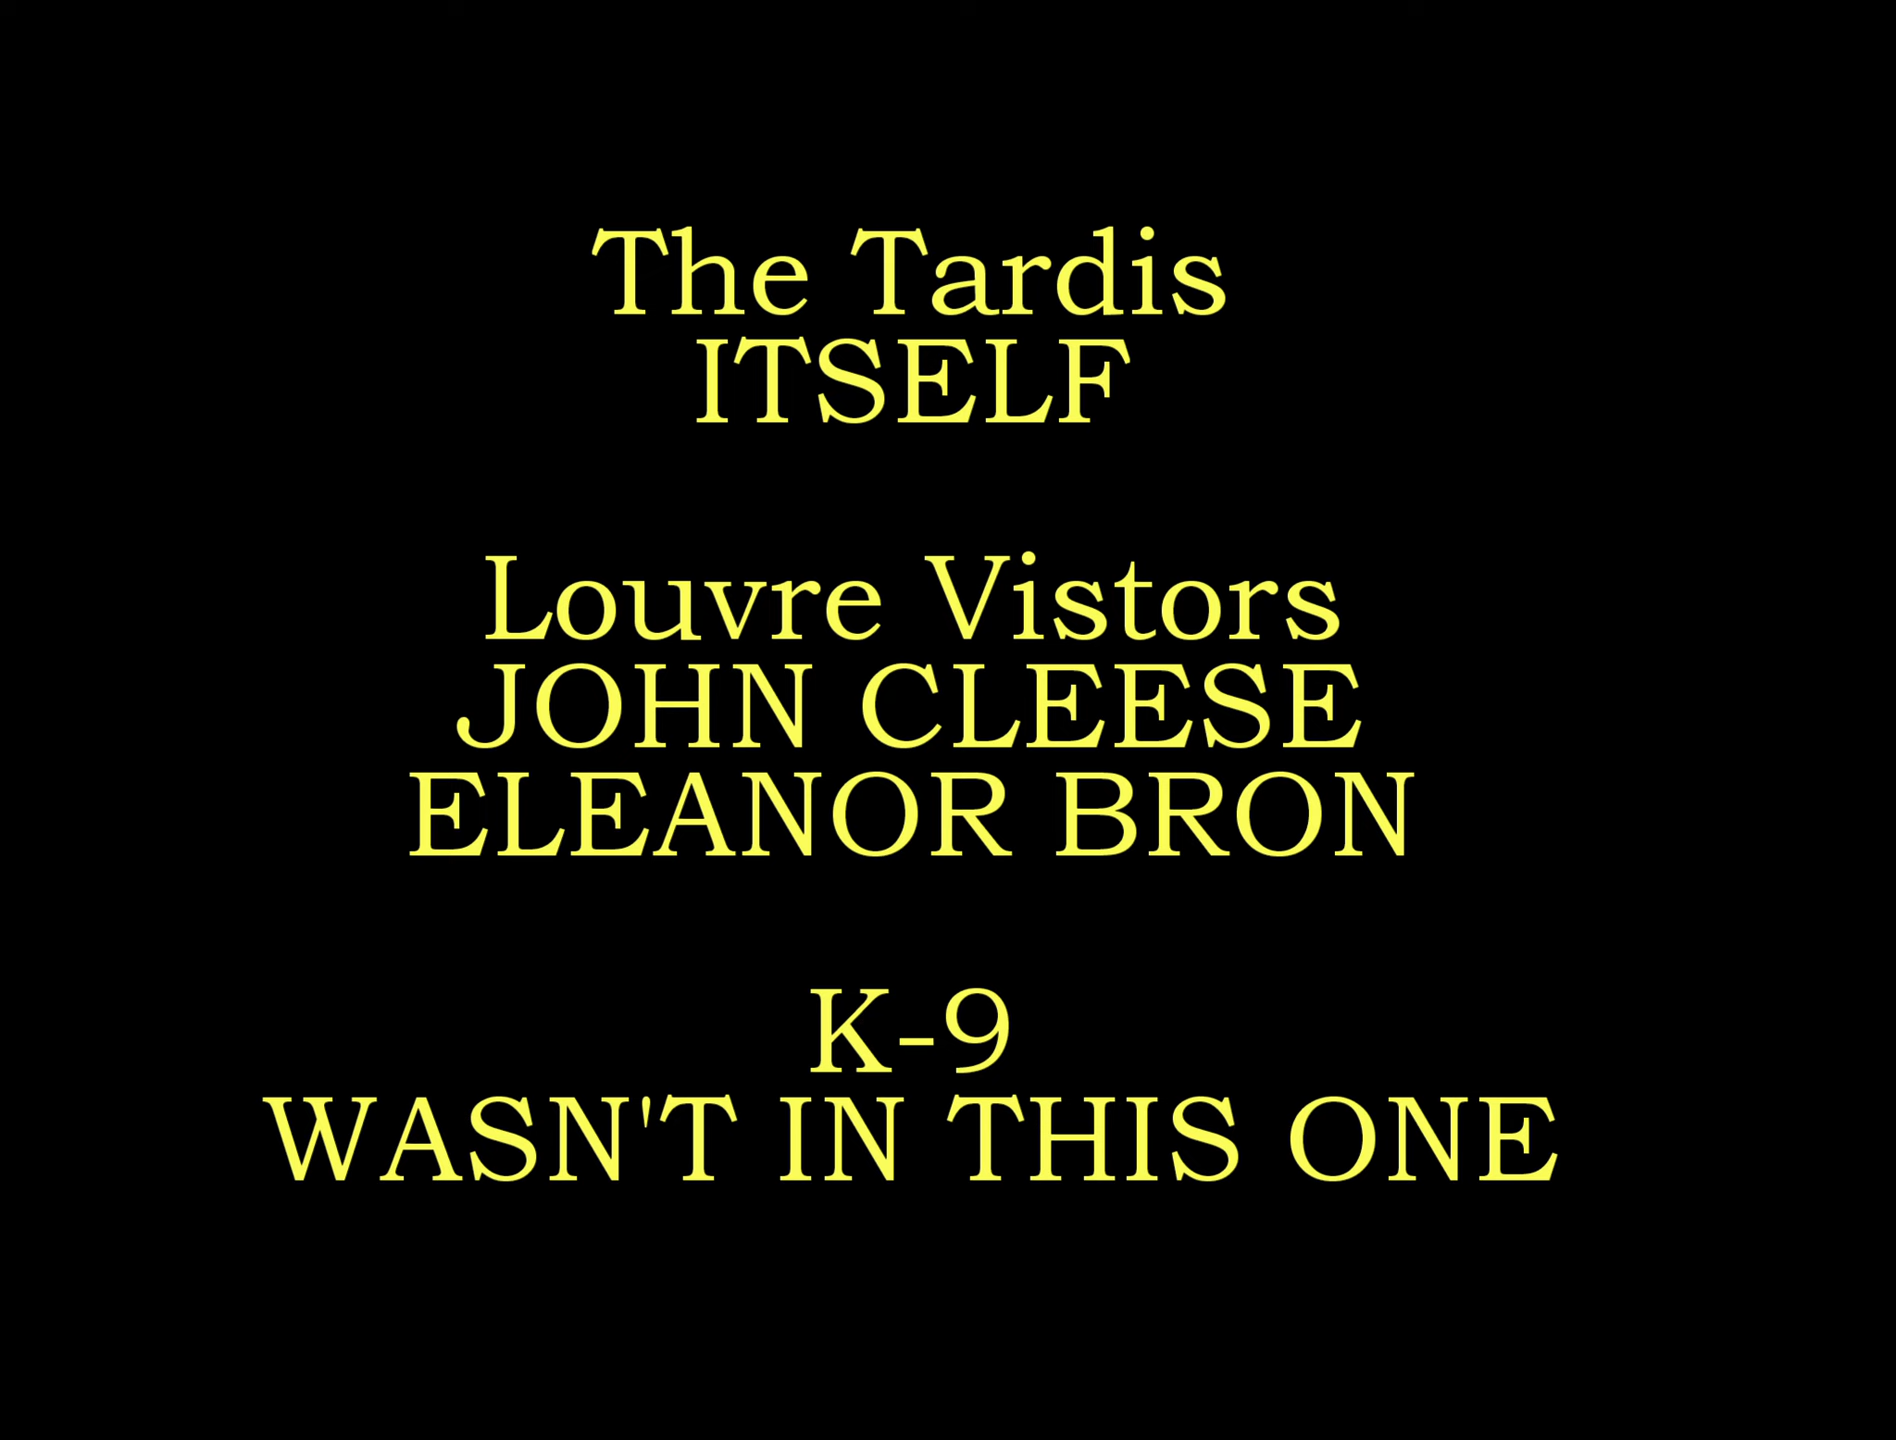 The Tardis
ITSELF
Louvre Vistors
JOHN CLEESE
ELEANOR BRON
K-9
WASN'T IN THIS ONE